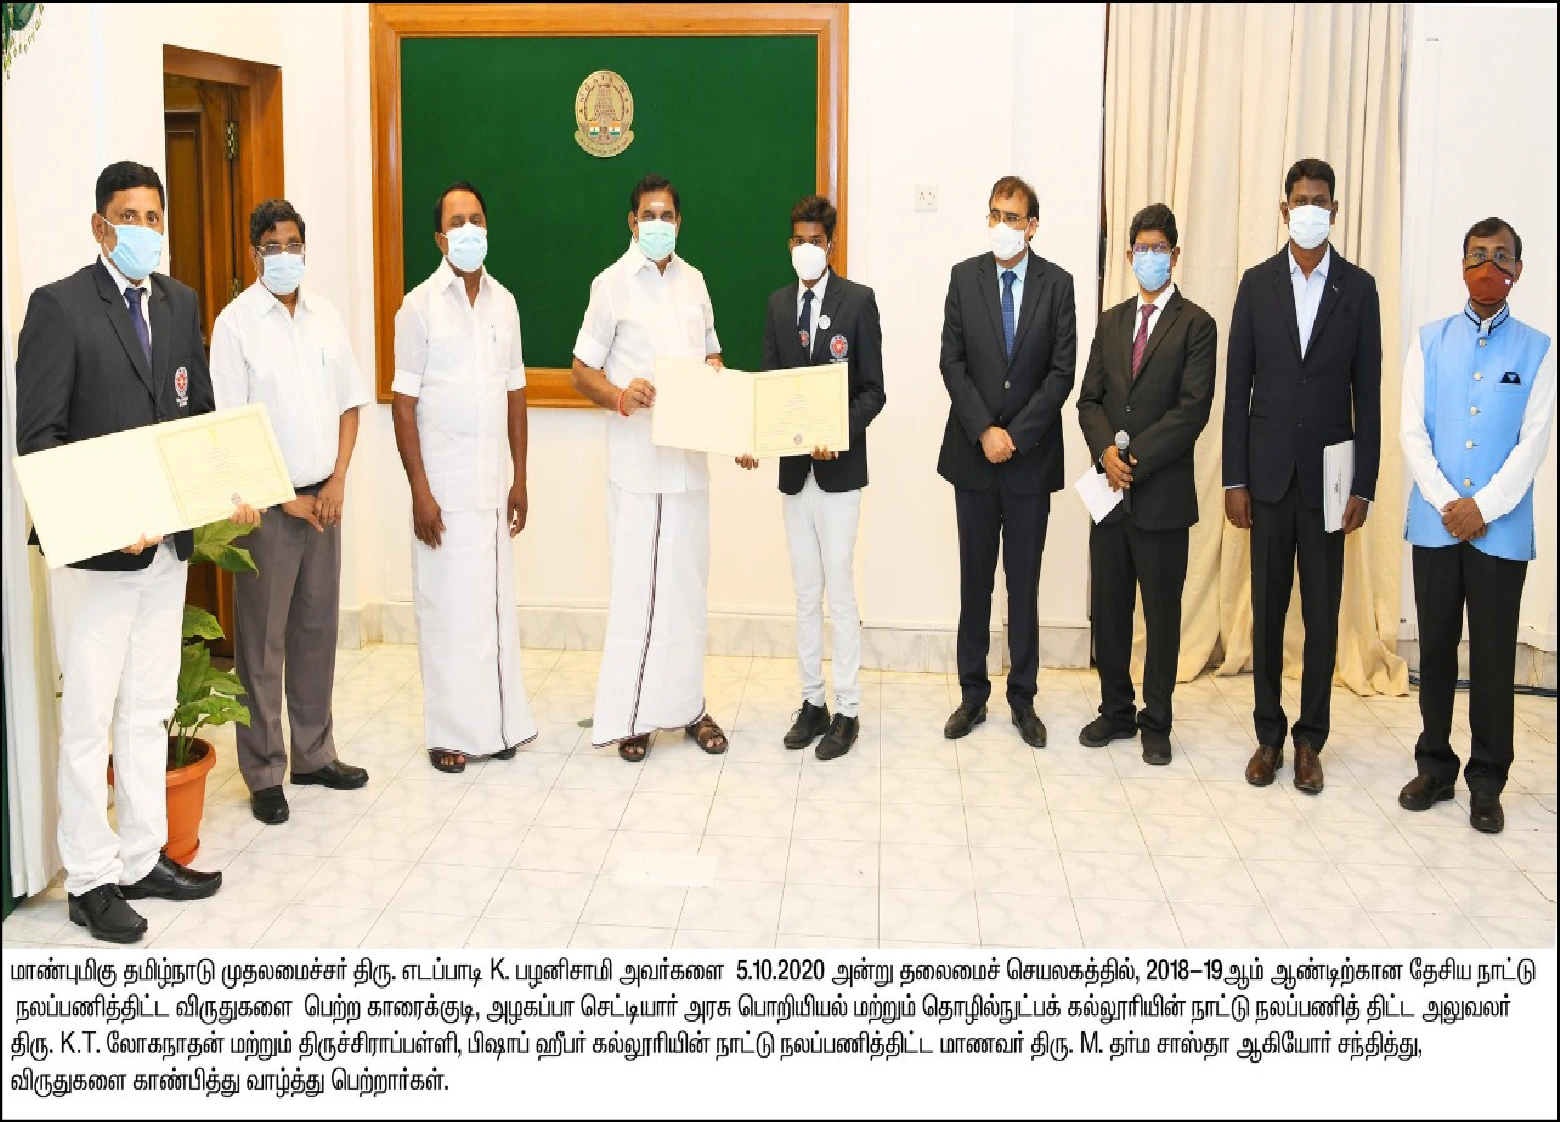 மாண்புமிகு தமிழ்நாடு முதலமைச்சர் திரு. எடப்பாடி K. பழனிசாமி அவர்களை 5.10.2020 அன்று தலைமைச் செயலகத்தில், 2018–19ஆம் ஆண்டிற்கான தேசிய நாட்டு
நலப்பணித்திட்ட விருதுகளை பெற்ற காரைக்குடி, அழகப்பா செட்டியார் அரசு பொறியியல் மற்றும் தொழில்நுட்பக் கல்லூரியின் நாட்டு நலப்பணித் திட்ட அலுவலர்
திரு. K.T. லோகநாதன் மற்றும் திருச்சிராப்பள்ளி, பிஷாப் ஹீபர் கல்லூரியின் நாட்டு நலப்பணித்திட்ட மாணவர் திரு. M. தர்ம சாஸ்தா ஆகியோர் சந்தித்து,
விருதுகளை காண்பித்து வாழ்த்து பெற்றார்கள்.